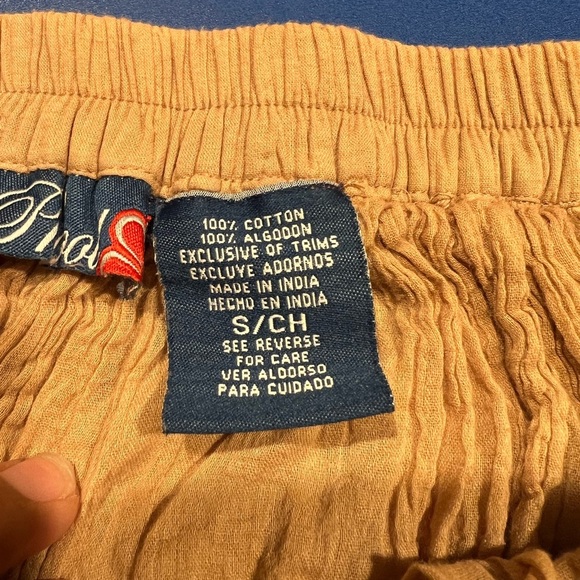 100% COTTON
100% ALGODON
EXCLUSIVE OF TRIMS
EXCLUYE ADORNOS
MADE IN INDIA
HECHO EN INDIA
S/CH
SEE REVERSE
FOR CARE
VER ALDORSO
PARA CUIDADO